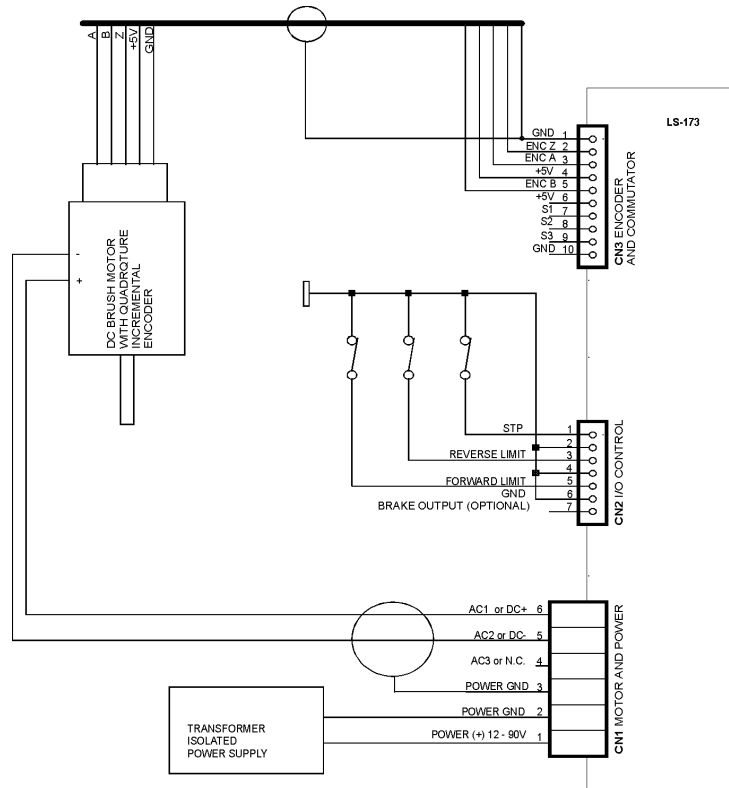 A
B
Z
+5V
GND
LS-173
GND 1
ENC Z 2
ENC A 3
+5V 4
ENC B 5
+5V 6
S1 7
S2 8
S3 9
GND 10
CN3 ENCODER
AND COMMUTATOR
-
+
DC BRUSH MOTOR
WITH QUADRQTURE
INCREMENTAL
ENCODER
STP 1
2
REVERSE LIMIT 3
4
FORWARD LIMIT 5
GND 6
BRAKE OUTPUT (OPTIONAL) 7
CN2 I/O CONTROL
AC1 or DC+ 6
AC2 or DC- 5
AC3 or N.C. 4
POWER GND 3
POWER GND 2
POWER (+) 12 - 90V 1
CN1 MOTOR AND POWER
TRANSFORMER
ISOLATED
POWER SUPPLY